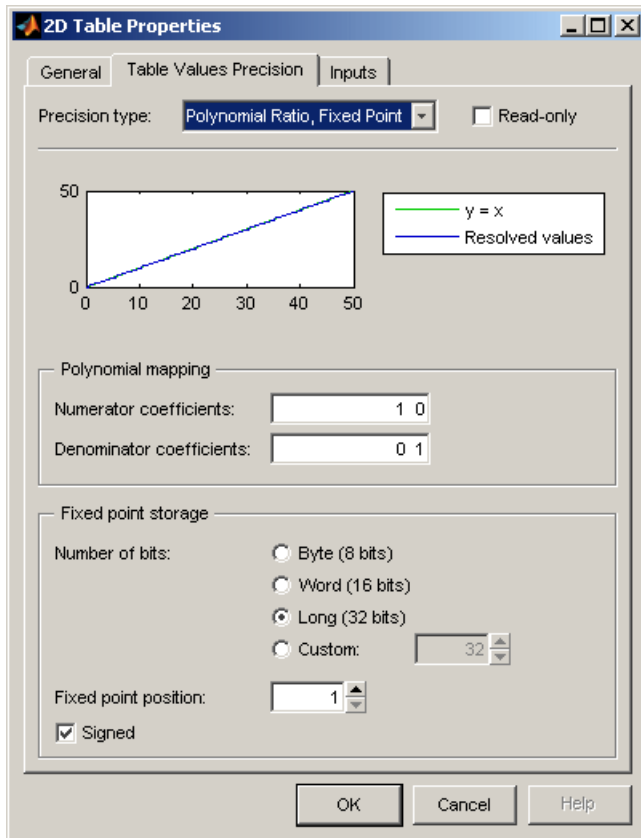 2D Table Properties
General Table Values Precision Inputs
Precision type: Polynomial Ratio, Fixed Point Read-only
50
0
0 10 20 30 40 50
y = x
Resolved values
Polynomial mapping
Numerator coefficients: 1 0
Denominator coefficients: 0 1
Fixed point storage
Number of bits: Byte (8 bits)
Word (16 bits)
Long (32 bits)
Custom: 32
Fixed point position: 1
Signed
OK Cancel Help